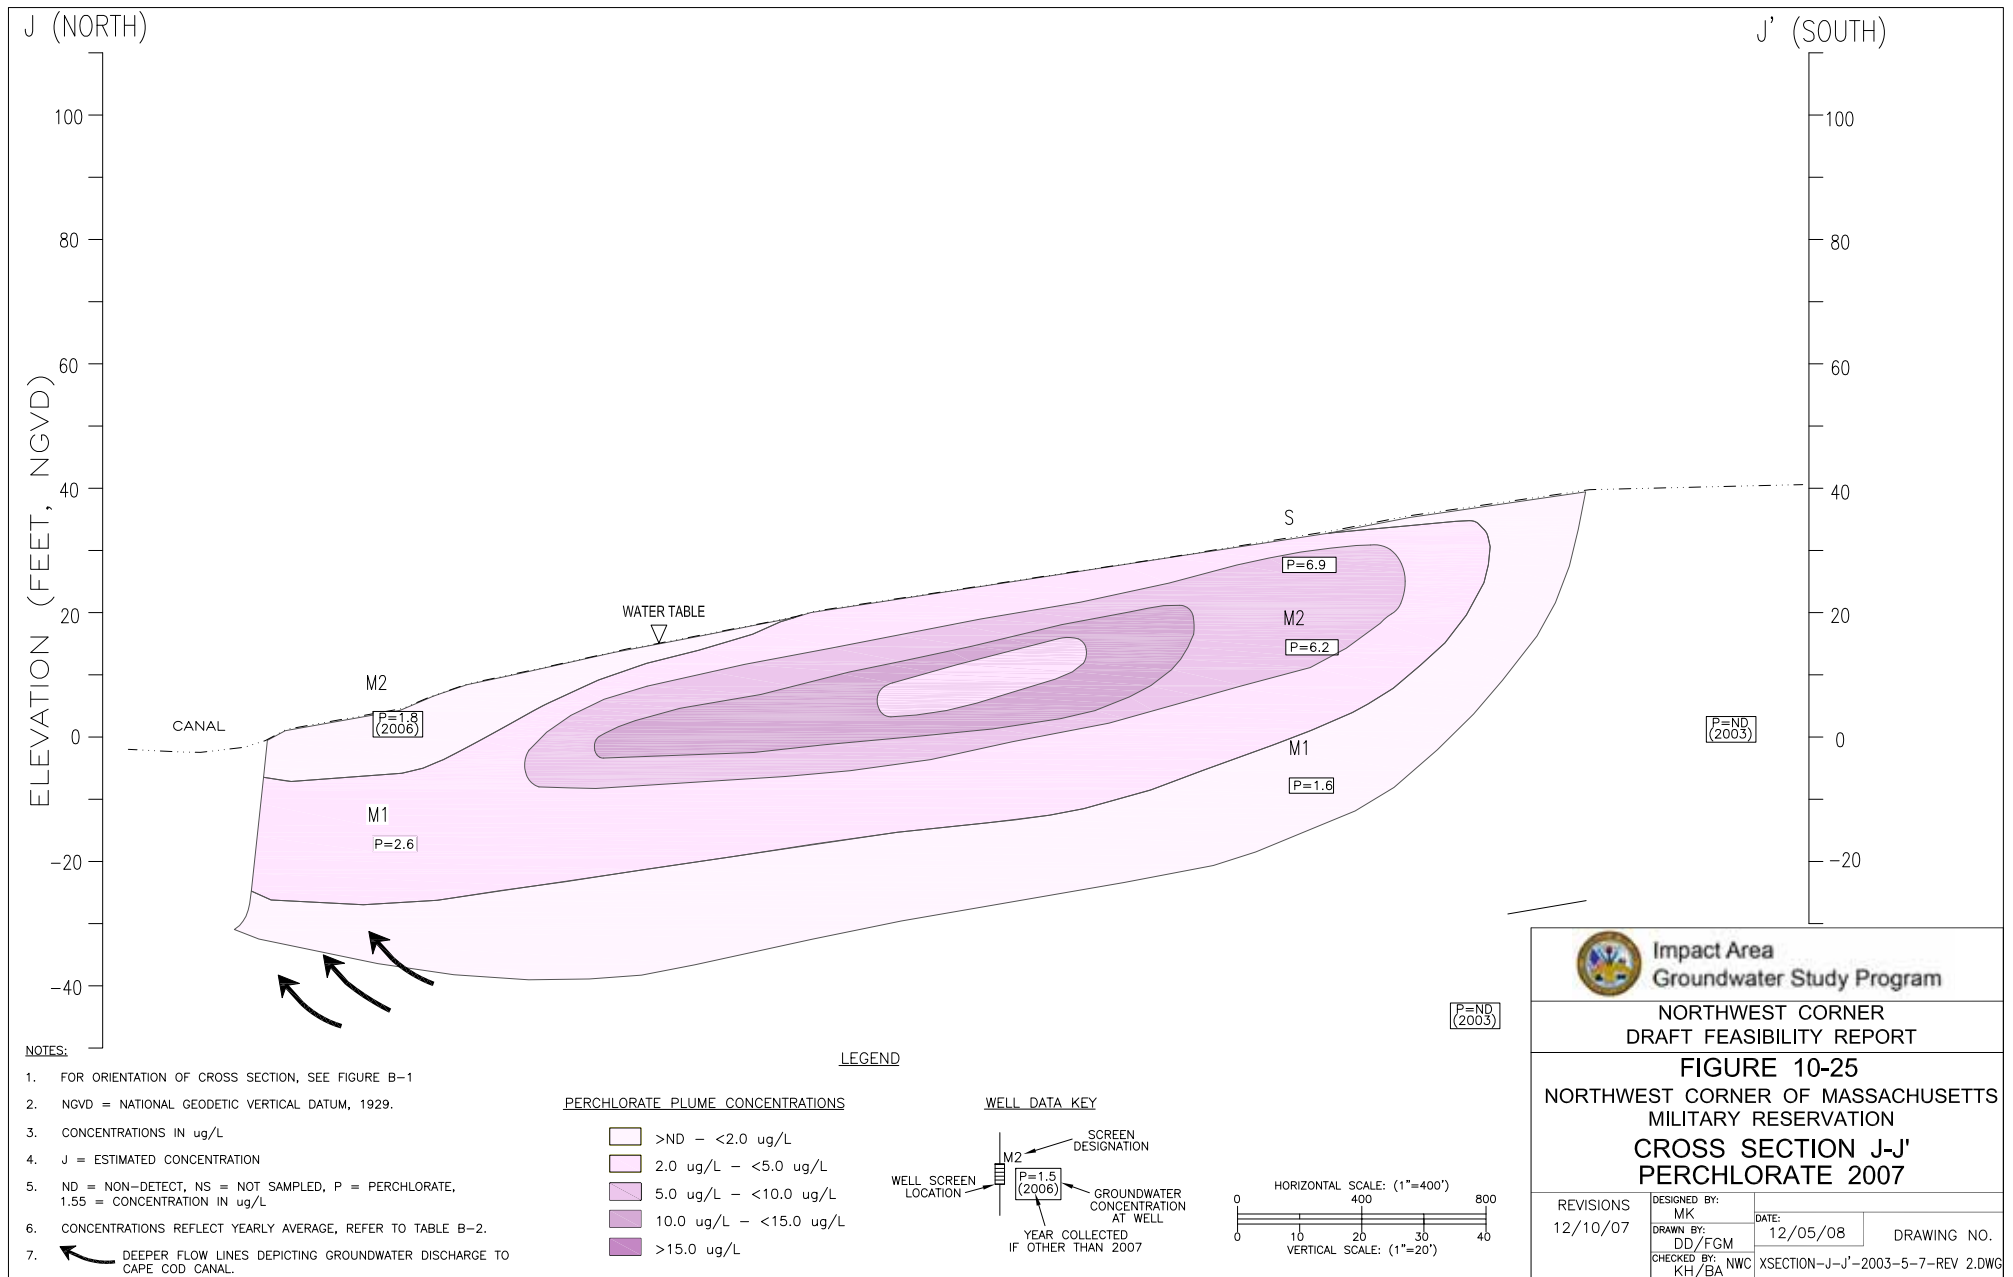 J (NORTH)
J' (SOUTH)
ELEVATION (FEET, NGVD)
100
80
60
40
20
0
-20
-40
100
80
60
40
20
0
-20
S
P=6.9
M2
P=6.2
WATER TABLE
M2
P=1.8
(2006)
CANAL
M1
P=1.6
P=ND
(2003)
M1
P=2.6
P=ND
(2003)
NOTES:
1. FOR ORIENTATION OF CROSS SECTION, SEE FIGURE B-1
2. NGVD = NATIONAL GEODETIC VERTICAL DATUM, 1929.
3. CONCENTRATIONS IN ug/L
4. J = ESTIMATED CONCENTRATION
5. ND = NON-DETECT, NS = NOT SAMPLED, P = PERCHLORATE,
1.55 = CONCENTRATION IN ug/L
6. CONCENTRATIONS REFLECT YEARLY AVERAGE, REFER TO TABLE B-2.
7. DEEPER FLOW LINES DEPICTING GROUNDWATER DISCHARGE TO
CAPE COD CANAL.
LEGEND
PERCHLORATE PLUME CONCENTRATIONS
>ND - <2.0 ug/L
2.0 ug/L - <5.0 ug/L
5.0 ug/L - <10.0 ug/L
10.0 ug/L - <15.0 ug/L
>15.0 ug/L
WELL DATA KEY
SCREEN
DESIGNATION
M2
WELL SCREEN
LOCATION
P=1.5
(2006)
GROUNDWATER
CONCENTRATION
AT WELL
YEAR COLLECTED
IF OTHER THAN 2007
HORIZONTAL SCALE: (1"=400')
0 400 800
0 10 20 30 40
VERTICAL SCALE: (1"=20')
Impact Area
Groundwater Study Program
NORTHWEST CORNER
DRAFT FEASIBILITY REPORT
FIGURE 10-25
NORTHWEST CORNER OF MASSACHUSETTS
MILITARY RESERVATION
CROSS SECTION J-J'
PERCHLORATE 2007
REVISIONS
12/10/07
DESIGNED BY:
MK
DRAWN BY:
DD/FGM
CHECKED BY:
KH/BA
DATE:
12/05/08
DRAWING NO.
NWC XSECTION-J-J'-2003-5-7-REV 2.DWG